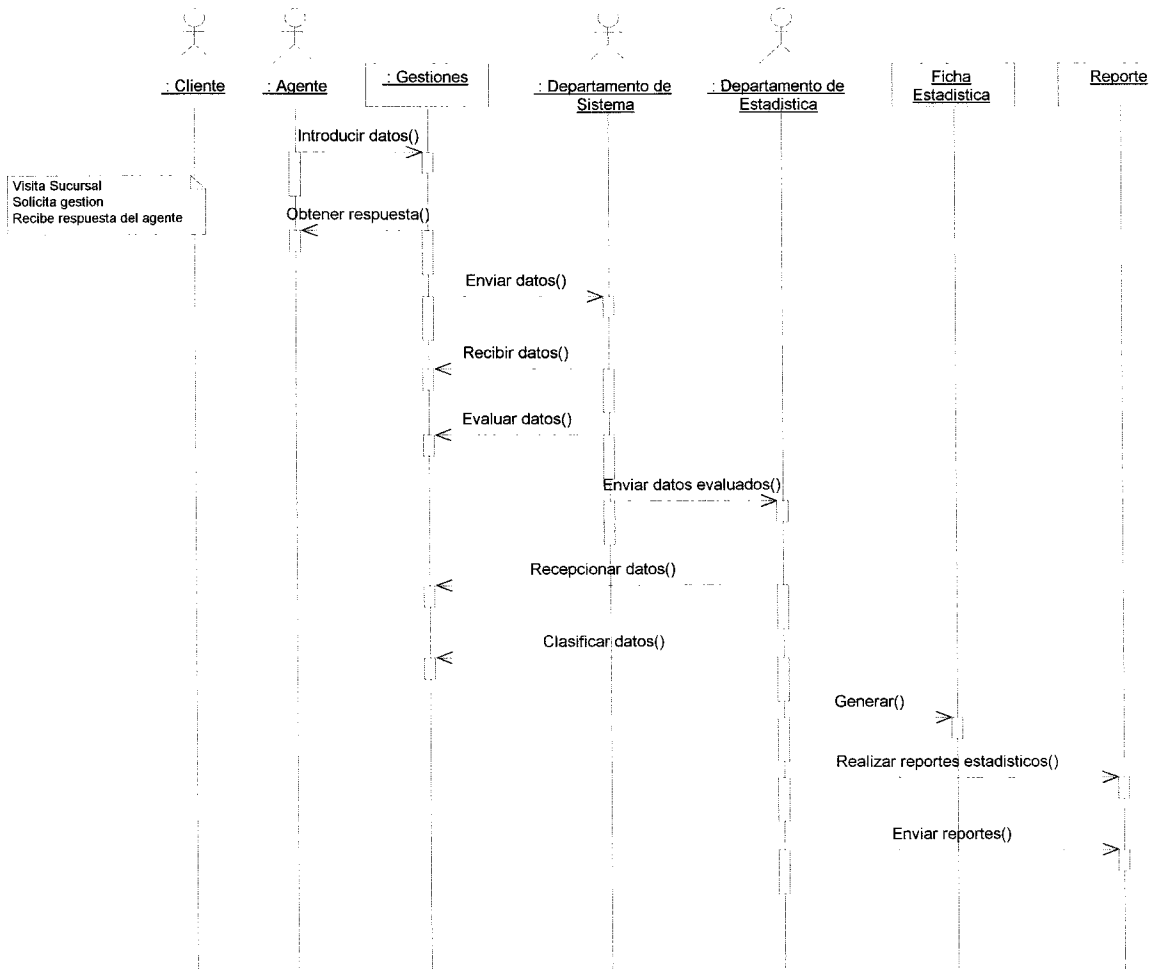 : Cliente
: Agente
: Gestiones
: Departamento de
Sistema
: Departamento de
Estadistica
Ficha
Estadistica
Reporte
Introducir datos()
Visita Sucursal
Solicita gestion
Recibe respuesta del agente
Obtener respuesta()
Enviar datos()
Recibir datos()
Evaluar datos()
Enviar datos evaluados()
Recepcionar datos()
Clasificar datos()
Generar()
Realizar reportes estadisticos()
Enviar reportes()